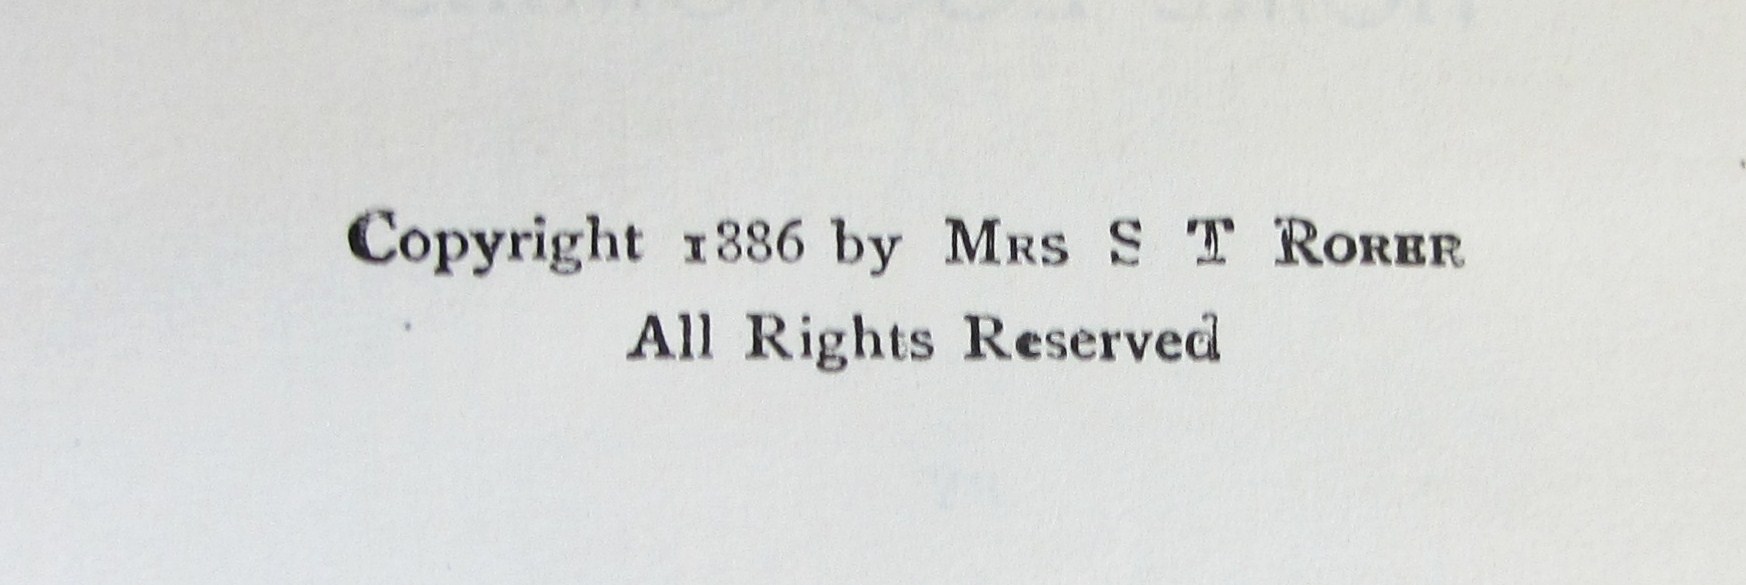 Copyright 1886 by MRS S T RORER
All Rights Reserved